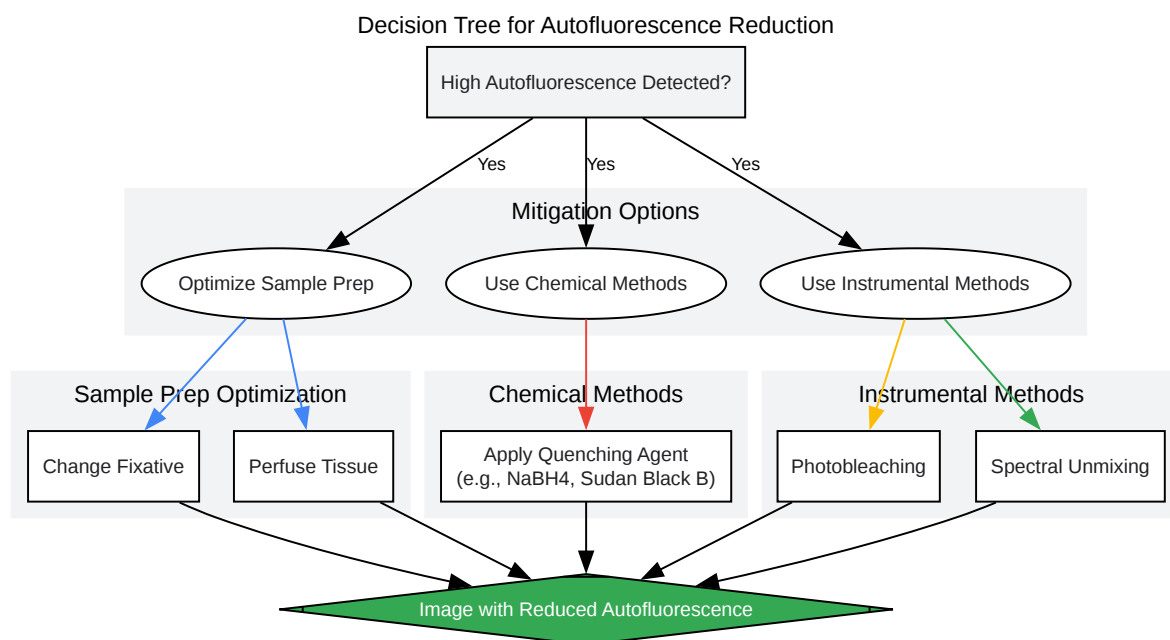 Decision Tree for Autofluorescence Reduction
High Autofluorescence Detected?
Yes
Yes
Yes
Mitigation Options
Optimize Sample Prep
Use Chemical Methods
Use Instrumental Methods
Sample Prep Optimization
Chemical Methods
Instrumental Methods
Change Fixative
Perfuse Tissue
Apply Quenching Agent
(e.g., NaBH4, Sudan Black B)
Photobleaching
Spectral Unmixing
Image with Reduced Autofluorescence